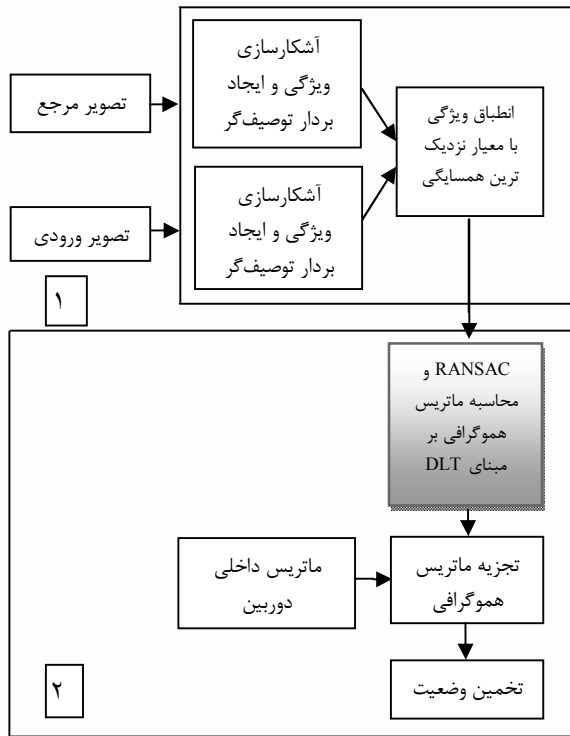 آشکارسازی
ویژگی و ایجاد
بردار توصیف‌گر
تصویر مرجع
انطباق ویژگی
با معیار نزدیک
ترین همسایگی
آشکارسازی
ویژگی و ایجاد
بردار توصیف‌گر
تصویر ورودی
۱
RANSAC و
محاسبه ماتریس
هموگرافی بر
مبنای DLT
ماتریس داخلی
دوربین
تجزیه ماتریس
هموگرافی
تخمین وضعیت
۲